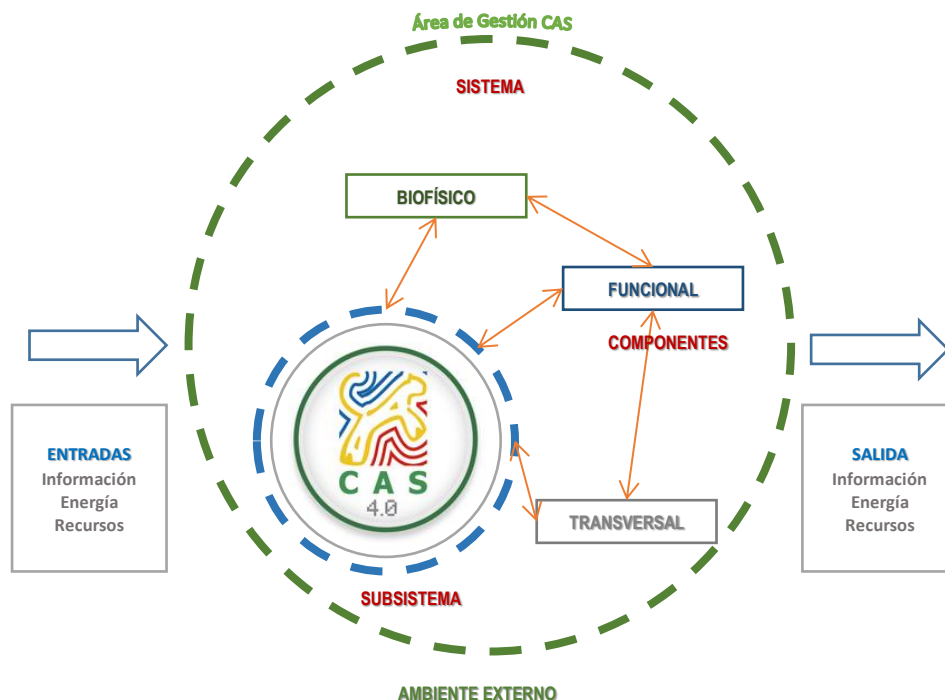 Área de Gestión CAS
SISTEMA
BIOFÍSICO
FUNCIONAL
COMPONENTES
ENTRADAS
Información
Energía
Recursos
SALIDA
Información
Energía
Recursos
CAS
4.0
TRANSVERSAL
SUBSISTEMA
AMBIENTE EXTERNO